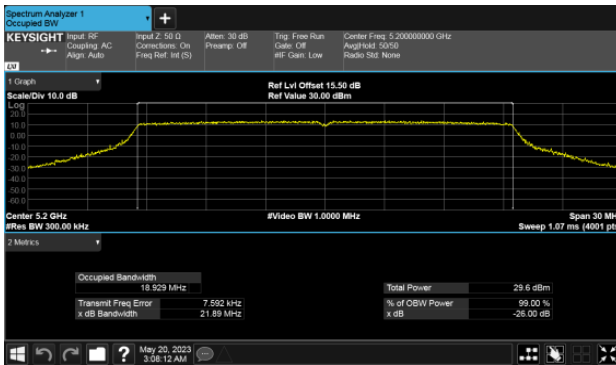 Spectrum Analyzer 1
Occupied BW
KEYSIGHT
Input: RF
Coupling: AC
Align: Auto
Input Z: 50 Ω
Corrections: On
Freq Ref: Int (S)
Atten: 30 dB
Preamp: Off
Trig: Free Run
Gate: Off
#IF Gain: Low
Center Freq: 5.200000000 GHz
Avg|Hold: 50/50
Radio Std: None
LXI
1 Graph
Scale/Div 10.0 dB
Ref Lvl Offset 15.50 dB
Ref Value 30.00 dBm
Log
20.0
10.0
0.00
-10.0
-20.0
-30.0
-40.0
-50.0
-60.0
Center 5.2 GHz
#Res BW 300.00 kHz
#Video BW 1.0000 MHz
Span 30 MH
Sweep 1.07 ms (4001 pts
2 Metrics
Occupied Bandwidth
18.929 MHz
Transmit Freq Error 7.592 kHz
x dB Bandwidth 21.89 MHz
Total Power 29.6 dBm
% of OBW Power 99.00 %
x dB -26.00 dB
?
May 20, 2023
3:08:12 AM